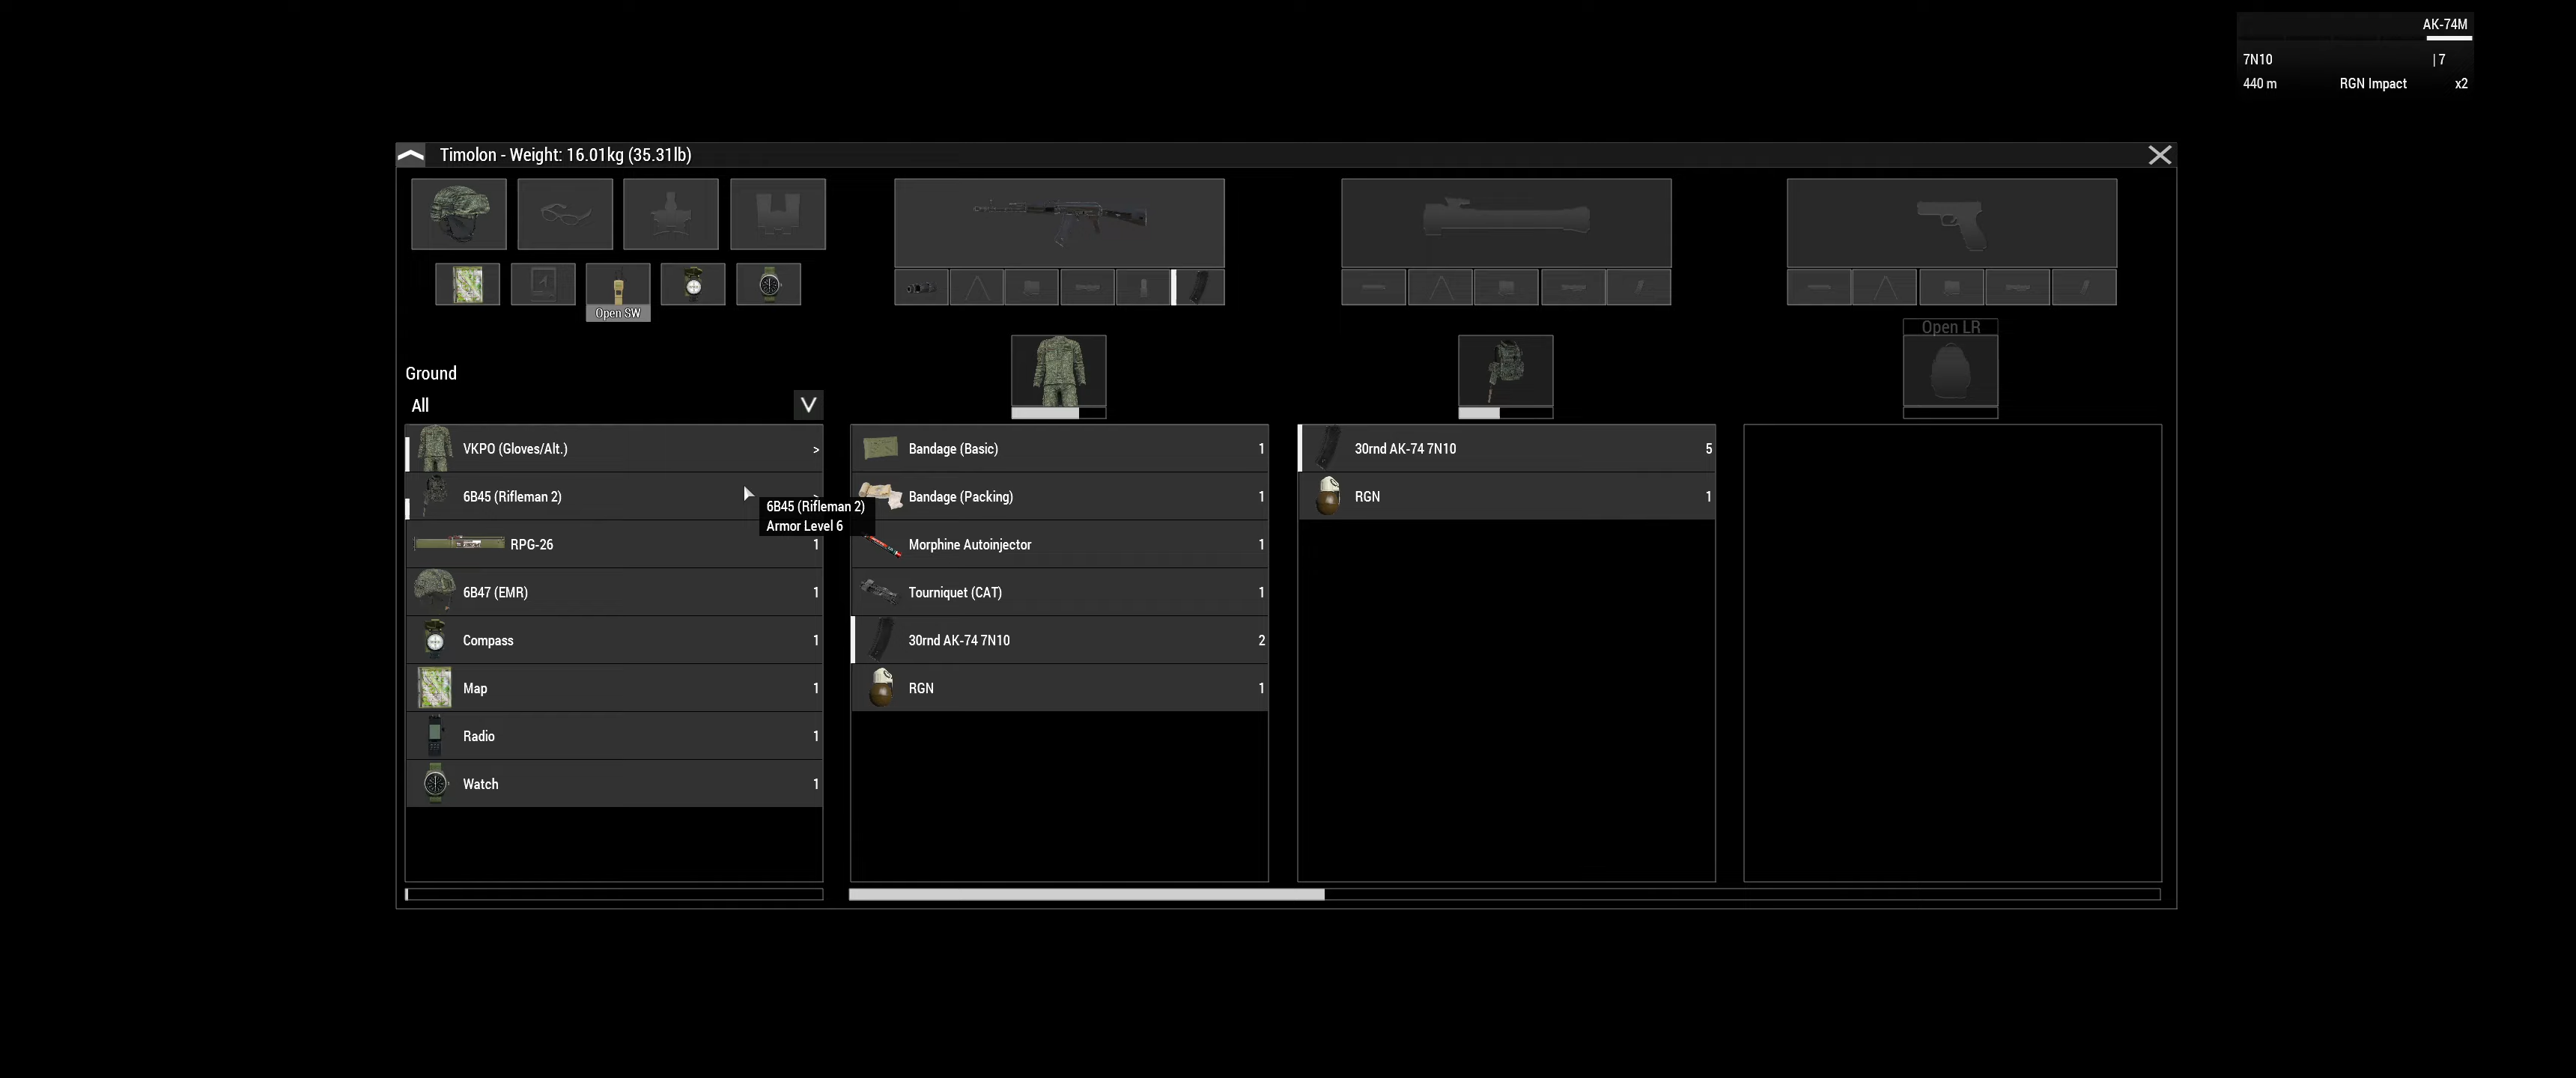 AK-74M
7N10 | 7
440 m RGN Impact x2
Timolon - Weight: 16.01kg (35.31lb)
Open SW
Open LR
Ground
All
VKPO (Gloves/Alt.) >
6B45 (Rifleman 2)
6B45 (Rifleman 2)
Armor Level 6
RPG-26 1
6B47 (EMR) 1
Compass 1
Map 1
Radio 1
Watch 1
Bandage (Basic) 1
Bandage (Packing) 1
Morphine Autoinjector 1
Tourniquet (CAT) 1
30rnd AK-74 7N10 2
RGN 1
30rnd AK-74 7N10 5
RGN 1